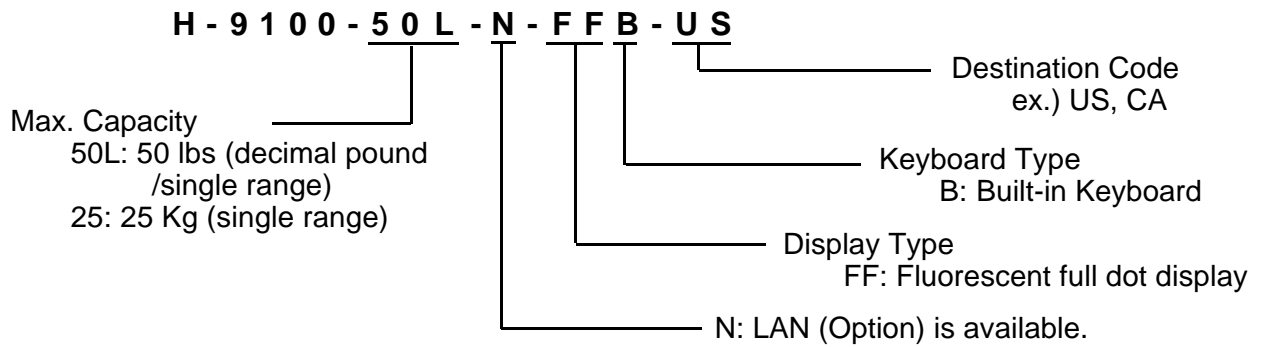 H-9100-50L-N-FFB-US
Destination Code
ex.) US, CA
Max. Capacity
50L: 50 lbs (decimal pound
/single range)
25: 25 Kg (single range)
Keyboard Type
B: Built-in Keyboard
Display Type
FF: Fluorescent full dot display
N: LAN (Option) is available.